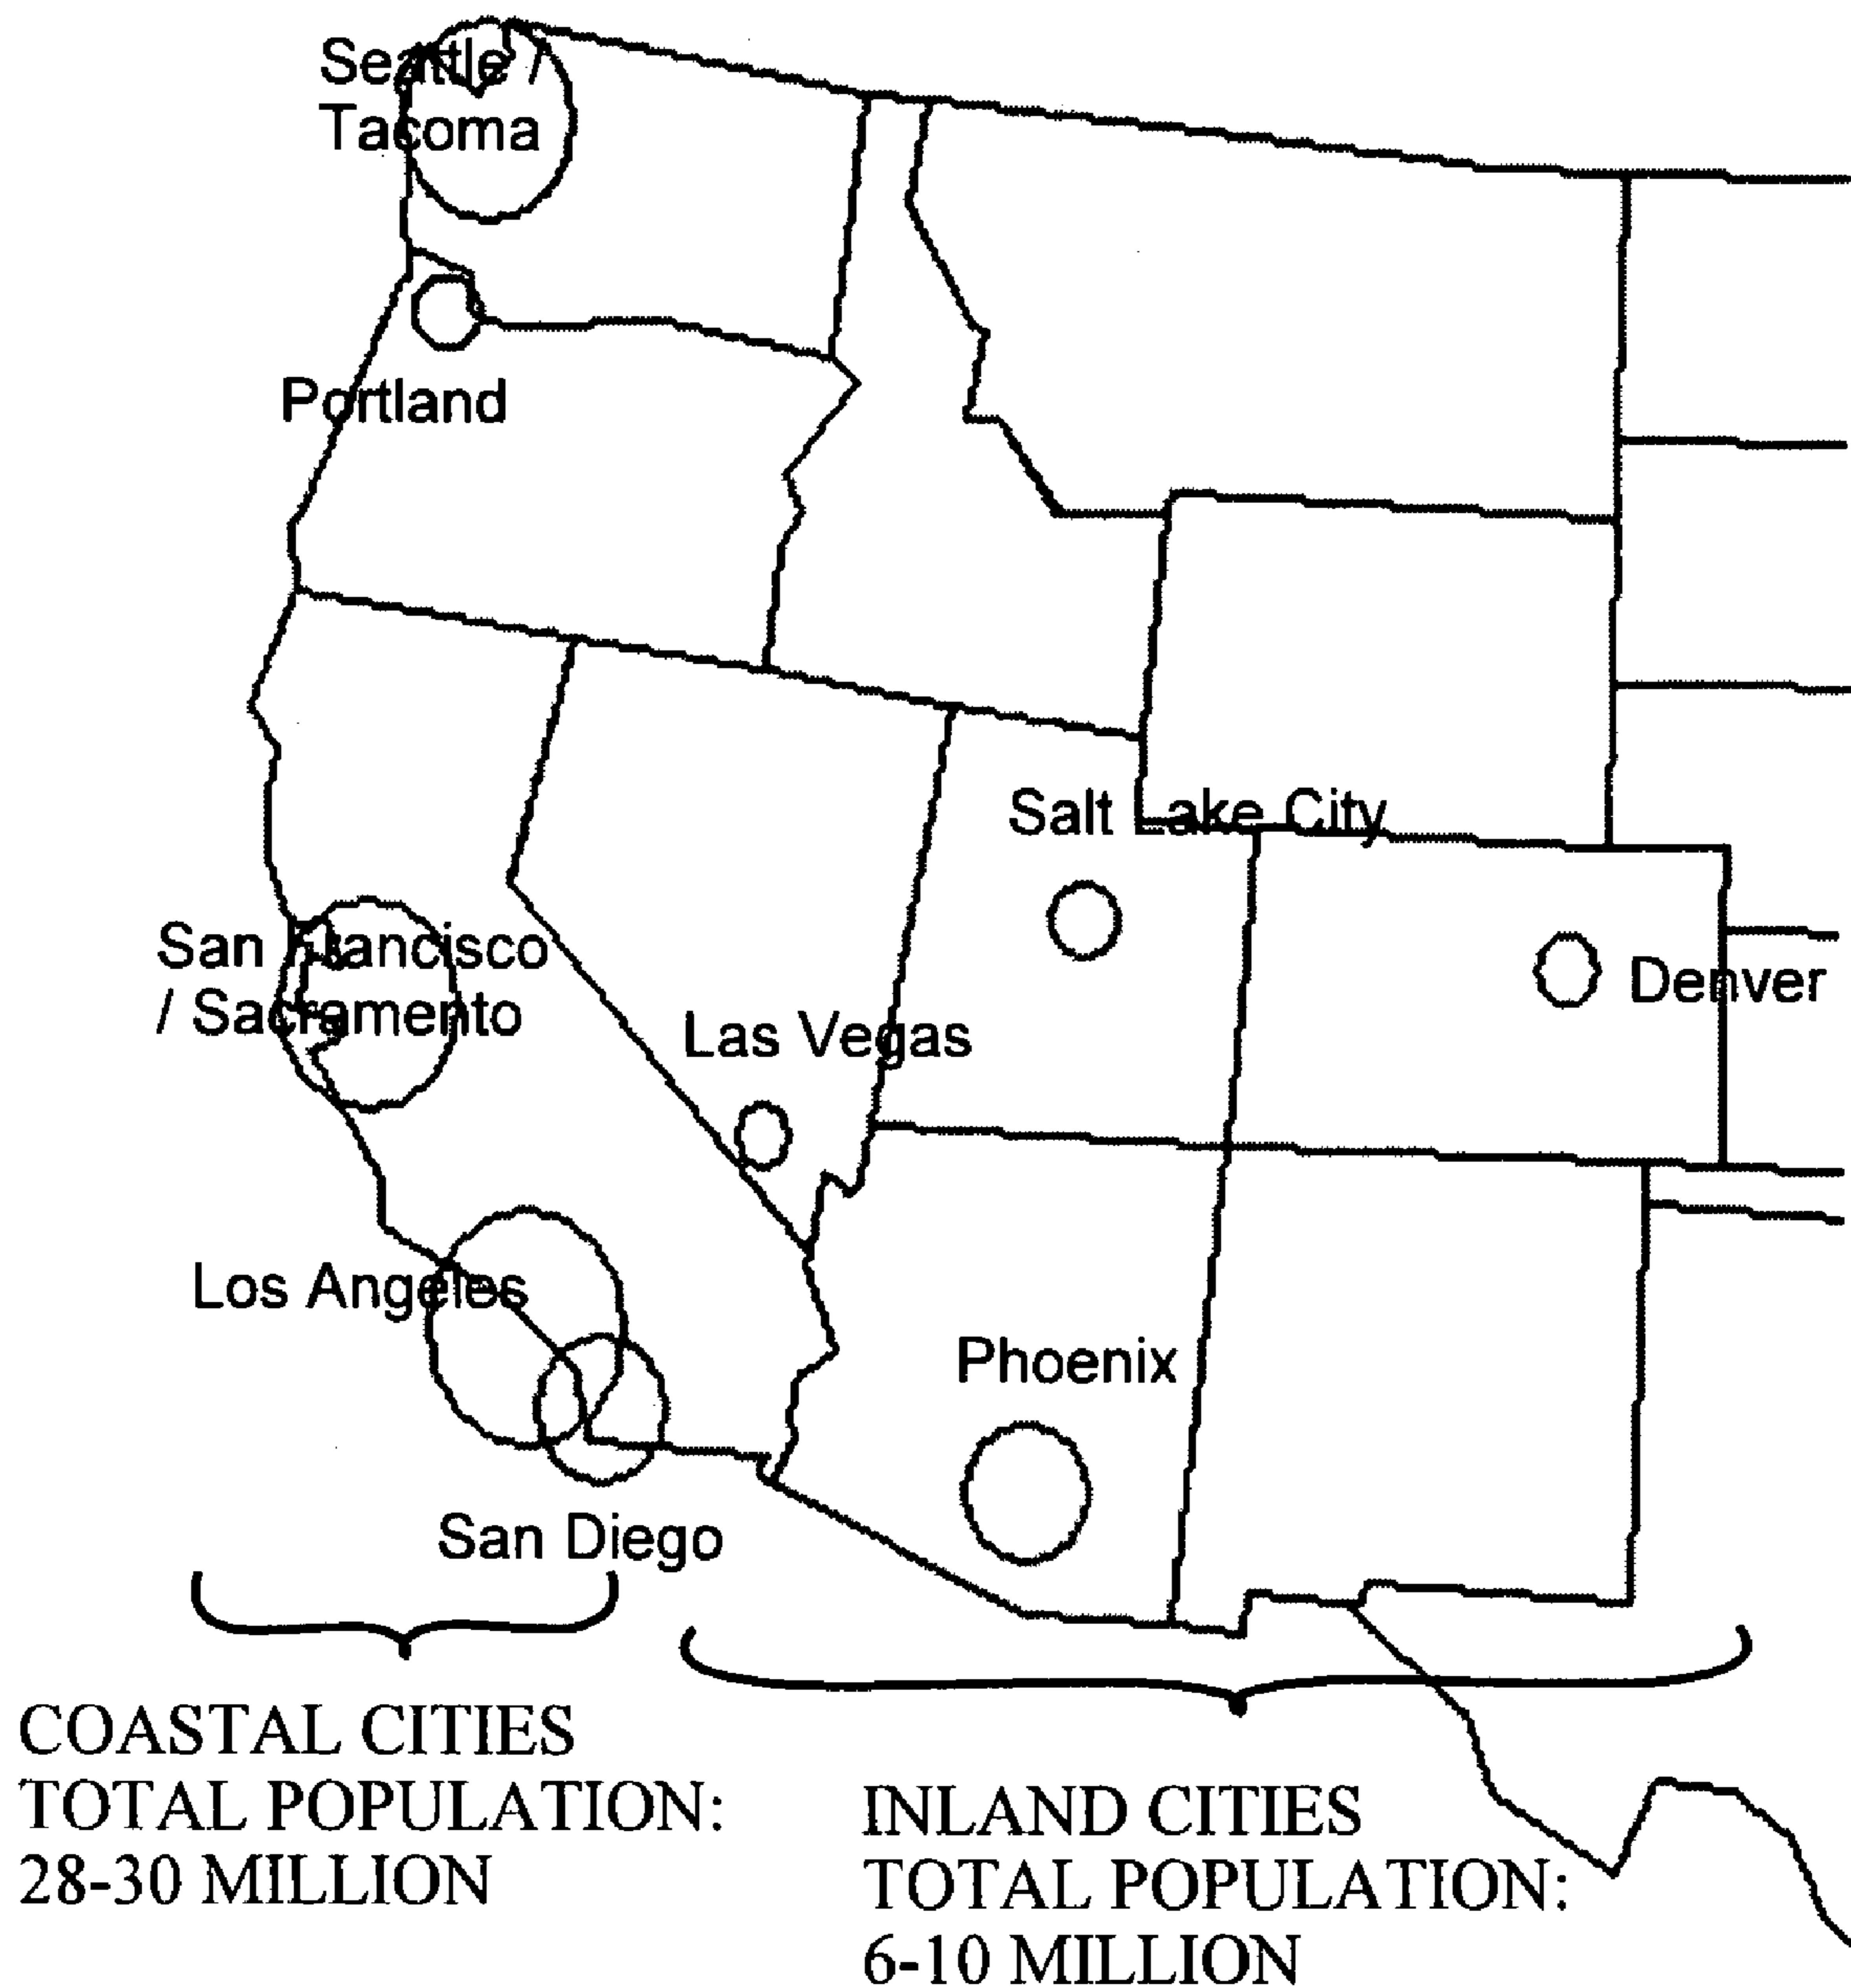 Seattle /
Tacoma
Portland
Salt Lake City
San Francisco
/ Sacramento
Denver
Las Vegas
Los Angeles
Phoenix
San Diego
COASTAL CITIES
TOTAL POPULATION:
28-30 MILLION
INLAND CITIES
TOTAL POPULATION:
6-10 MILLION